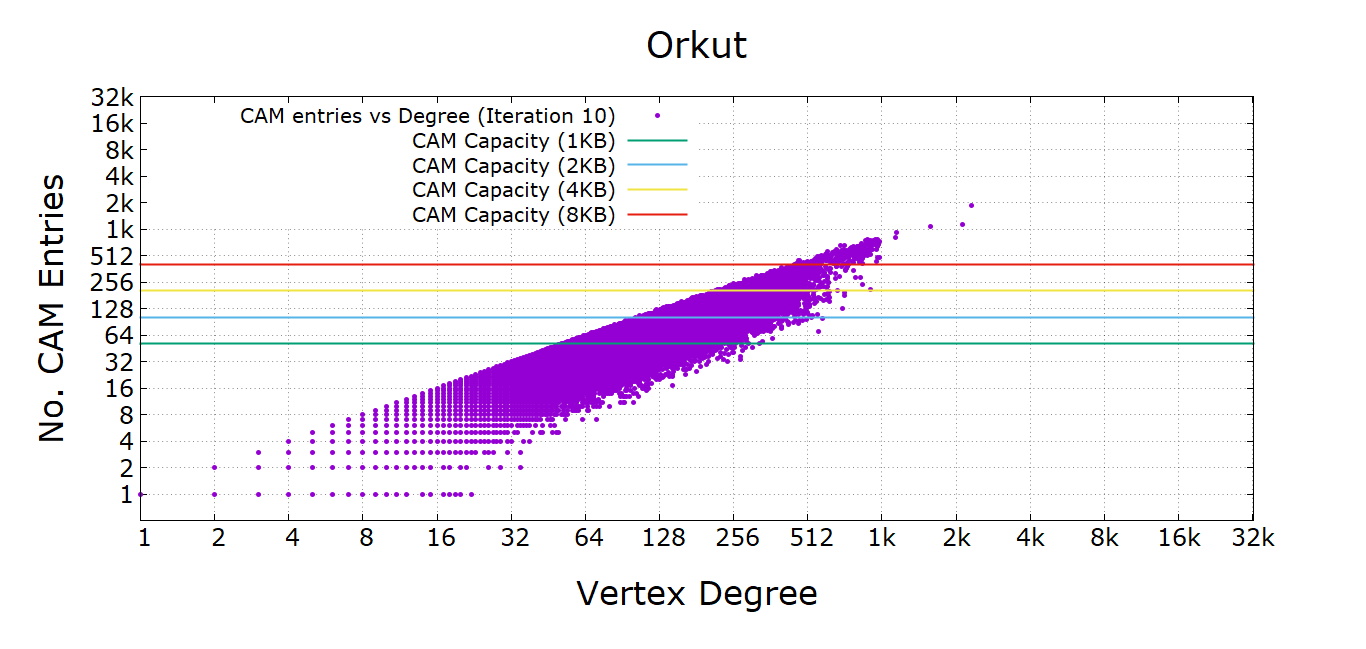 Orkut
32k
16k
8k
4k
2k
1k
512
256
128
64
32
16
8
4
2
1
No. CAM Entries
CAM entries vs Degree (Iteration 10)
CAM Capacity (1KB)
CAM Capacity (2KB)
CAM Capacity (4KB)
CAM Capacity (8KB)
1 2 4 8 16 32 64 128 256 512 1k 2k 4k 8k 16k 32k
Vertex Degree